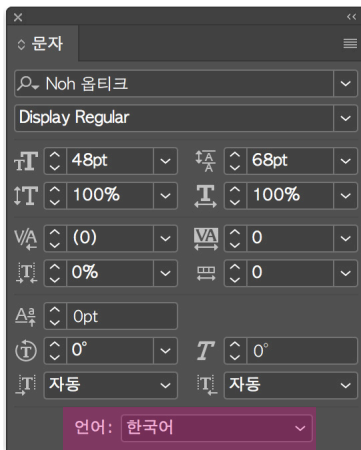 문자
Noh 옵티크
Display Regular
48pt 68pt
100% 100%
(0) 0
0% 0
0pt
0° 0°
자동 자동
언어: 한국어